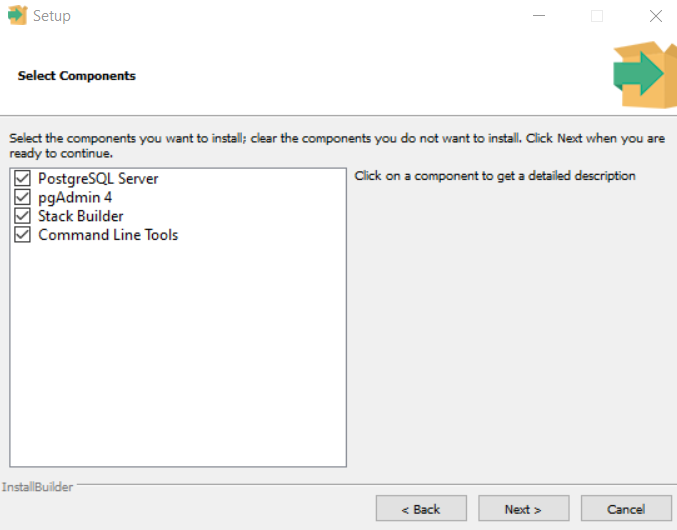 Setup
Select Components
Select the components you want to install; clear the components you do not want to install. Click Next when you are
ready to continue.
PostgreSQL Server
pgAdmin 4
Stack Builder
Command Line Tools
Click on a component to get a detailed description
InstallBuilder
< Back
Next >
Cancel